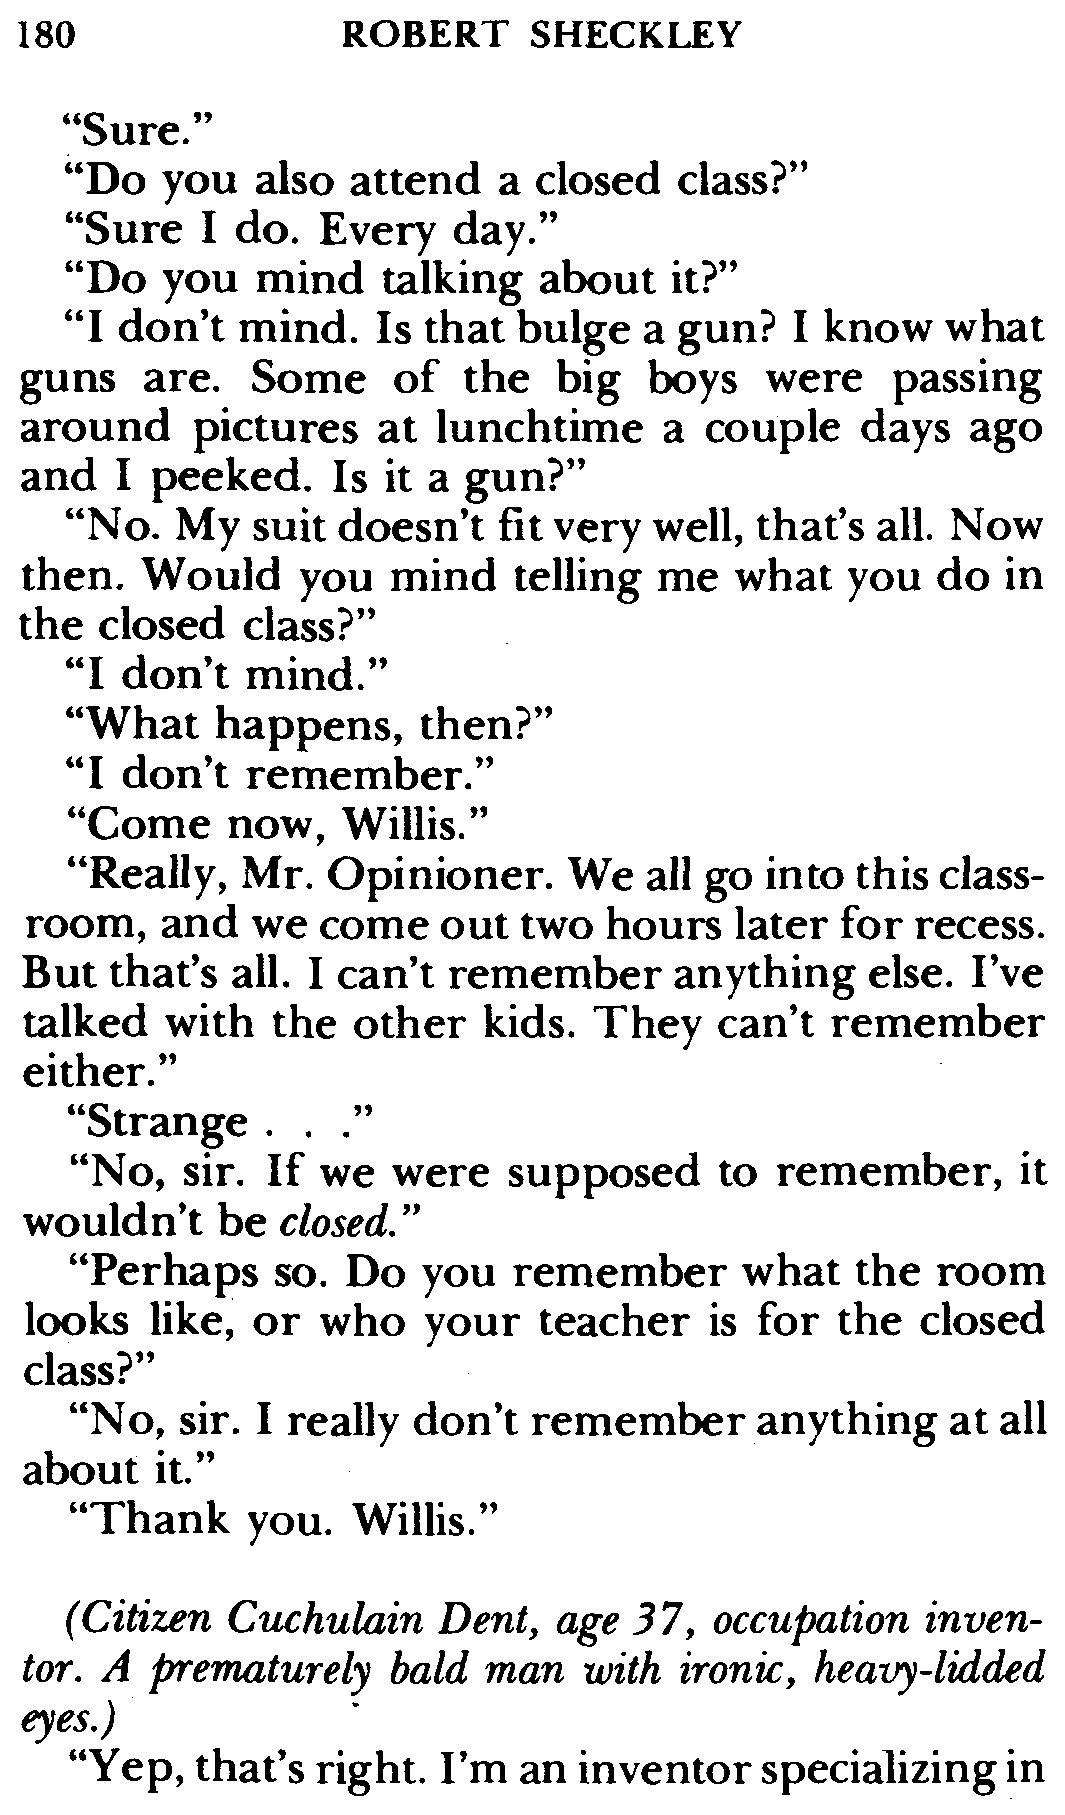 180 ROBERT SHECKLEY
“Sure.”
“Do you also attend a closed class?”
“Sure I do. Every day.”
“Do you mind talking about it?”
“I don't mind. Is that bulge a gun? I know what
guns are. Some of the big boys were passing
around pictures at lunchtime a couple days ago
and I peeked. Is it a gun?”
“No. My suit doesn't fit very well, that's all. Now
then. Would you mind telling me what you do in
the closed class?”
“I don't mind.”
“What happens, then?”
“I don't remember.”
“Come now, Willis.”
“Really, Mr. Opinioner. We all go into this class-
room, and we come out two hours later for recess.
But that's all. I can't remember anything else. I've
talked with the other kids. They can't remember
either.”
“Strange . . .”
“No, sir. If we were supposed to remember, it
wouldn't be closed.”
“Perhaps so. Do you remember what the room
looks like, or who your teacher is for the closed
class?”
“No, sir. I really don't remember anything at all
about it.”
“Thank you. Willis.”
(Citizen Cuchulain Dent, age 37, occupation inven-
tor. A prematurely bald man with ironic, heavy-lidded
eyes.)
“Yep, that's right. I'm an inventor specializing in